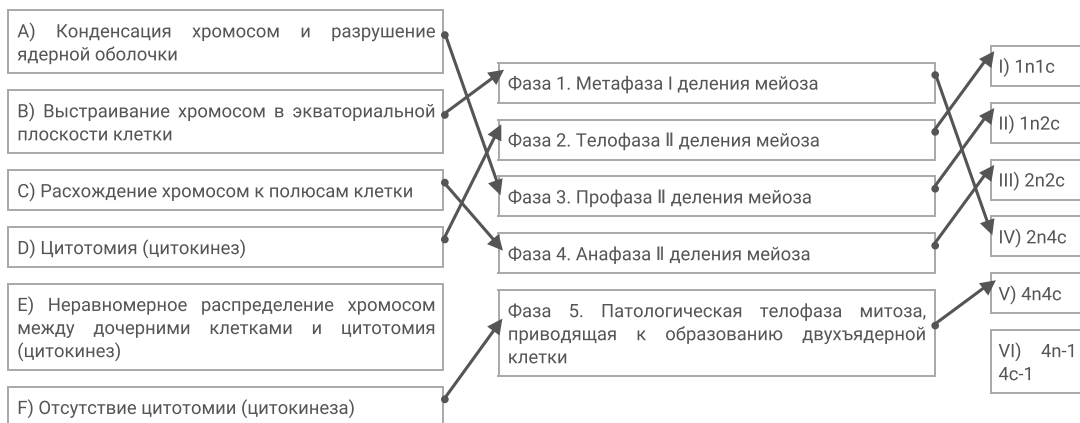 А) Конденсация хромосом и разрушение
ядерной оболочки
В) Выстраивание хромосом в экваториальной
плоскости клетки
С) Расхождение хромосом к полюсам клетки
D) Цитотомия (цитокинез)
Е) Неравномерное распределение хромосом
между дочерними клетками и цитотомия
(цитокинез)
F) Отсутствие цитотомии (цитокинеза)
Фаза 1. Метафаза I деления мейоза
Фаза 2. Телофаза II деления мейоза
Фаза 3. Профаза II деления мейоза
Фаза 4. Анафаза II деления мейоза
Фаза 5. Патологическая телофаза митоза,
приводящая к образованию двухъядерной
клетки
I) 1n1c
II) 1n2c
III) 2n2c
IV) 2n4c
V) 4n4c
VI) 4n-1
4c-1